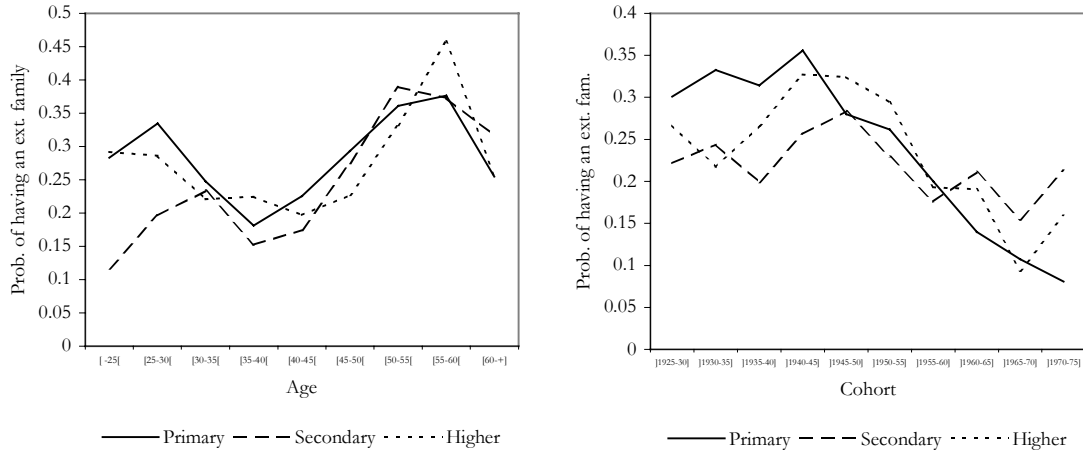 Prob. of having an ext. family
0.5
0.45
0.4
0.35
0.3
0.25
0.2
0.15
0.1
0.05
0
[ -25[ [25-30[ [30-35[ [35-40[ [40-45[ [45-50[ [50-55[ [55-60[ [60-+]
Age
Primary Secondary Higher
Prob. of having an ext. fam.
0.4
0.35
0.3
0.25
0.2
0.15
0.1
0.05
0
]1925-30] ]1930-35] ]1935-40] ]1940-45] ]1945-50] ]1950-55] ]1955-60] ]1960-65] ]1965-70] ]1970-75]
Cohort
Primary Secondary Higher